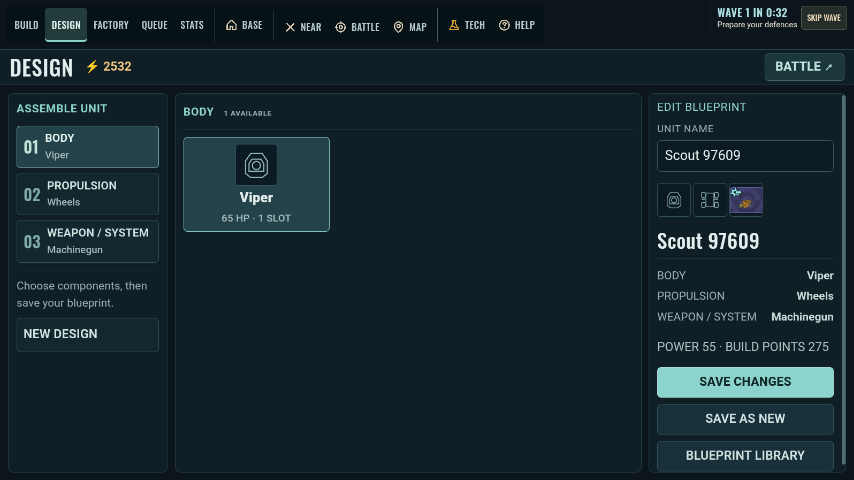 BUILD
DESIGN
FACTORY
QUEUE
STATS
BASE
NEAR
BATTLE
MAP
TECH
HELP
WAVE 1 IN 0:32
Prepare your defences
SKIP WAVE
DESIGN
2532
BATTLE ↗
ASSEMBLE UNIT
01 BODY
Viper
02 PROPULSION
Wheels
03 WEAPON / SYSTEM
Machinegun
Choose components, then
save your blueprint.
NEW DESIGN
BODY 1 AVAILABLE
Viper
65 HP · 1 SLOT
EDIT BLUEPRINT
UNIT NAME
Scout 97609
Scout 97609
BODY Viper
PROPULSION Wheels
WEAPON / SYSTEM Machinegun
POWER 55 · BUILD POINTS 275
SAVE CHANGES
SAVE AS NEW
BLUEPRINT LIBRARY